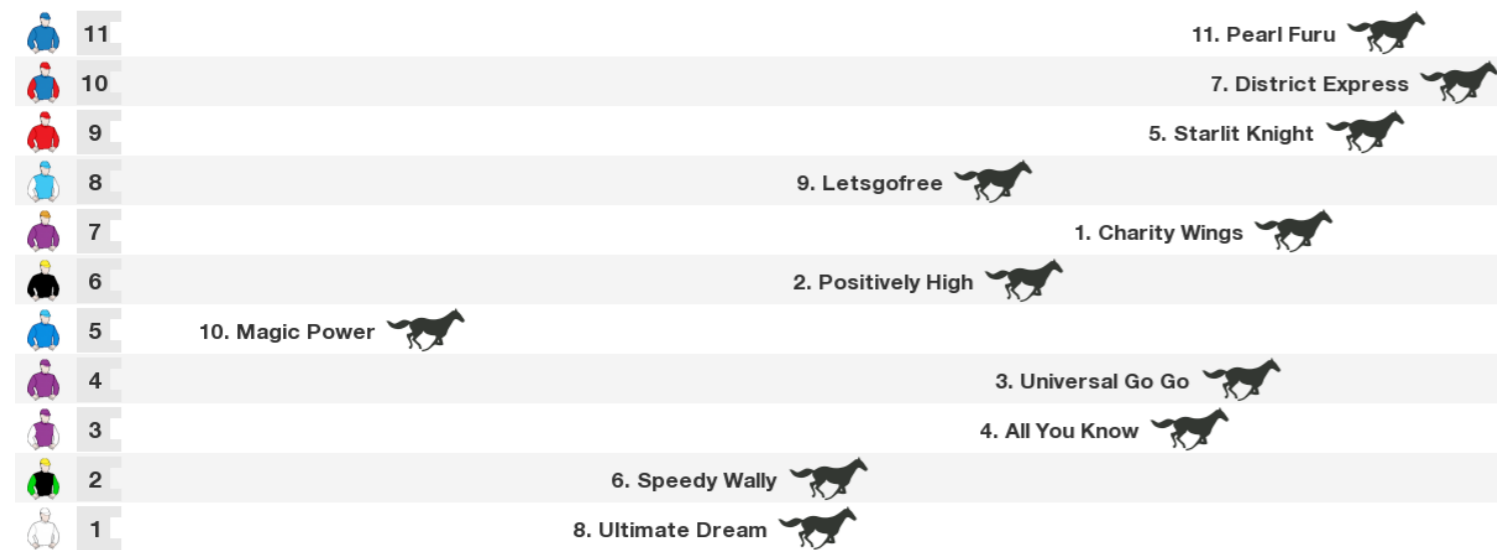 11 11. Pearl Furu
10 7. District Express
9 5. Starlit Knight
8 9. Letsgofree
7 1. Charity Wings
6 2. Positively High
5 10. Magic Power
4 3. Universal Go Go
3 4. All You Know
2 6. Speedy Wally
1 8. Ultimate Dream